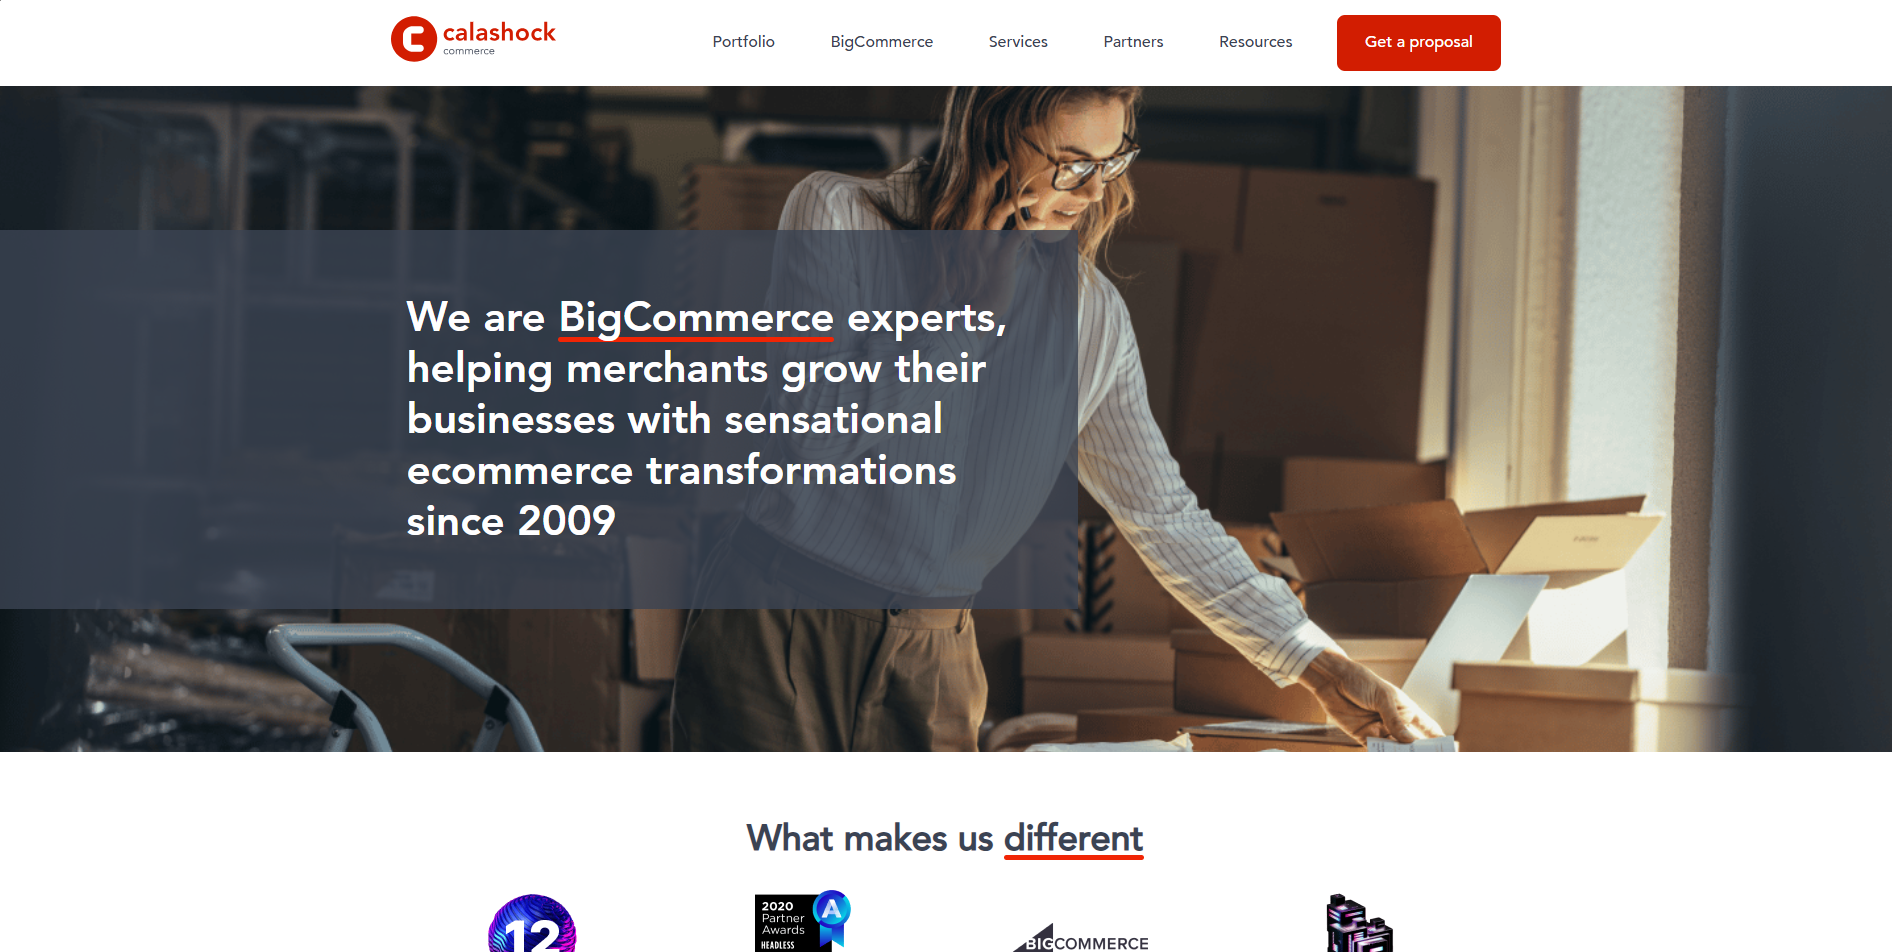 calashock
commerce
Portfolio
BigCommerce
Services
Partners
Resources
Get a proposal
We are BigCommerce experts,
helping merchants grow their
businesses with sensational
ecommerce transformations
since 2009
What makes us different
12
2020
Partner
Awards
HEADLESS
A
BIGCOMMERCE